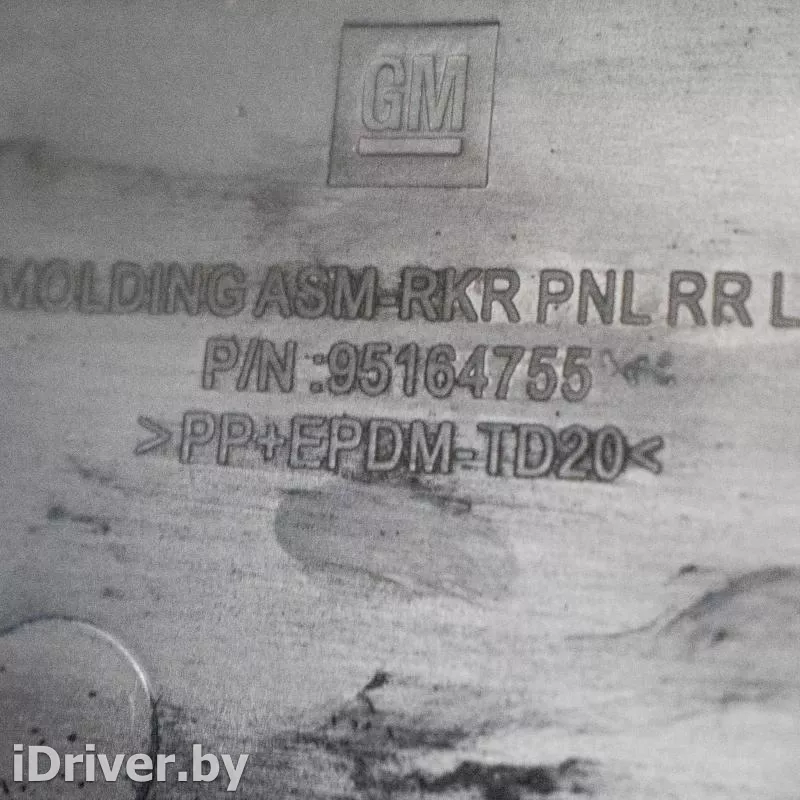 GM
MOLDING ASM-RKR PNL RR L
P/N :95164755
>PP+EPDM-TD20<
iDriver.by